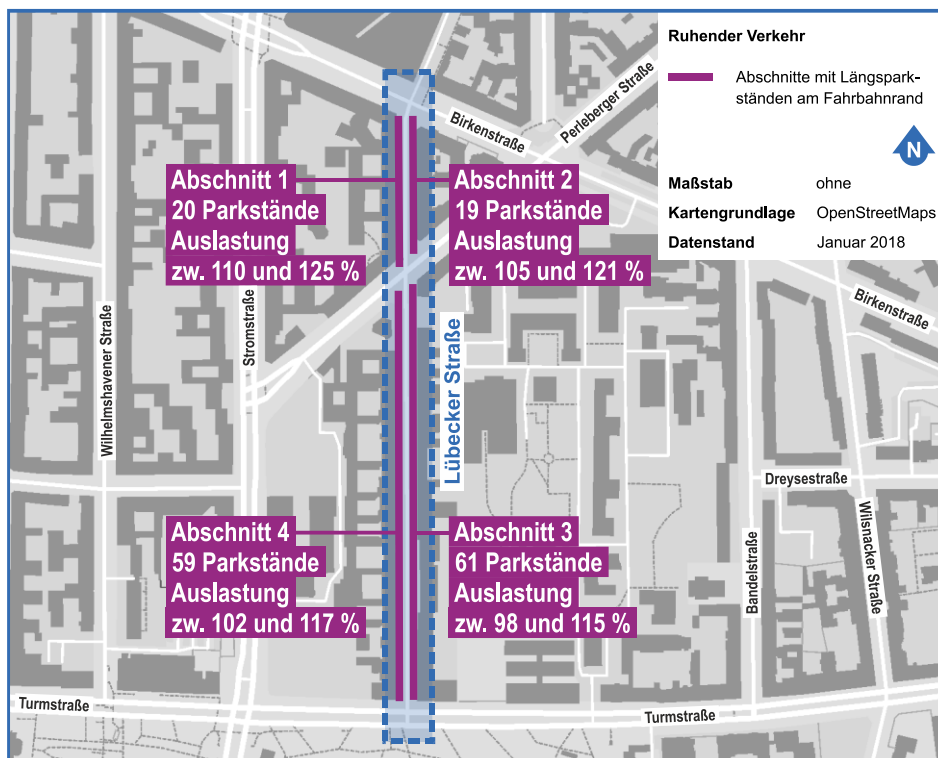 Ruhender Verkehr
Abschnitte mit Längspark-
ständen am Fahrbahnrand
N
Maßstab ohne
Kartengrundlage OpenStreetMaps
Datenstand Januar 2018
Birkenstraße
Perleberger Straße
Abschnitt 1
20 Parkstände
Auslastung
zw. 110 und 125 %
Abschnitt 2
19 Parkstände
Auslastung
zw. 105 und 121 %
Birkenstraße
Wilhelmshavener Straße
Stromstraße
Lübecker Straße
Dreysestraße
Bandelstraße
Wilsnacker Straße
Abschnitt 4
59 Parkstände
Auslastung
zw. 102 und 117 %
Abschnitt 3
61 Parkstände
Auslastung
zw. 98 und 115 %
Turmstraße
Turmstraße